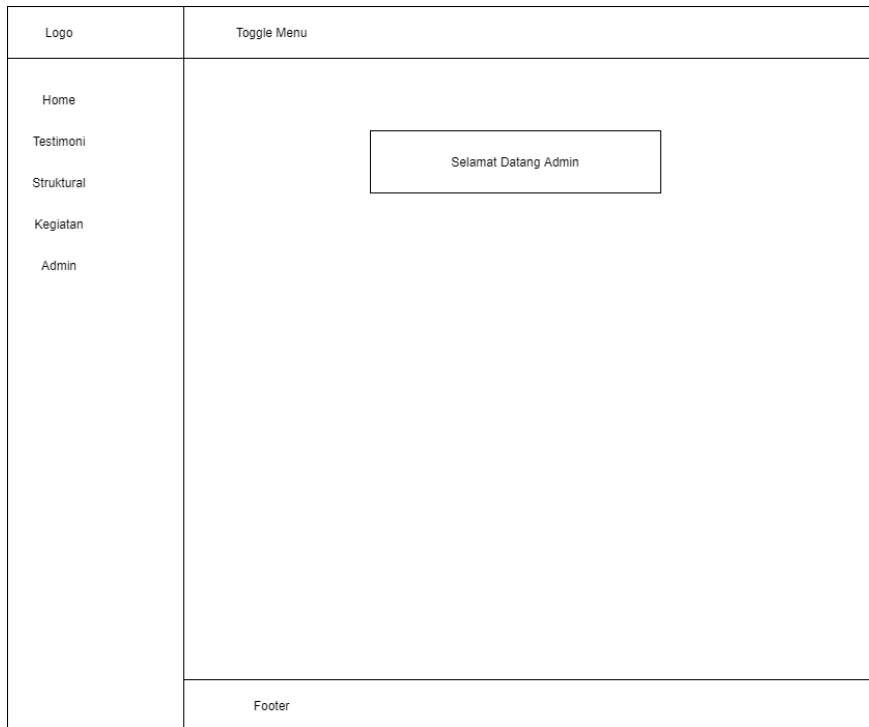 Logo
Toggle Menu
Home
Testimoni
Struktural
Kegiatan
Admin
Selamat Datang Admin
Footer